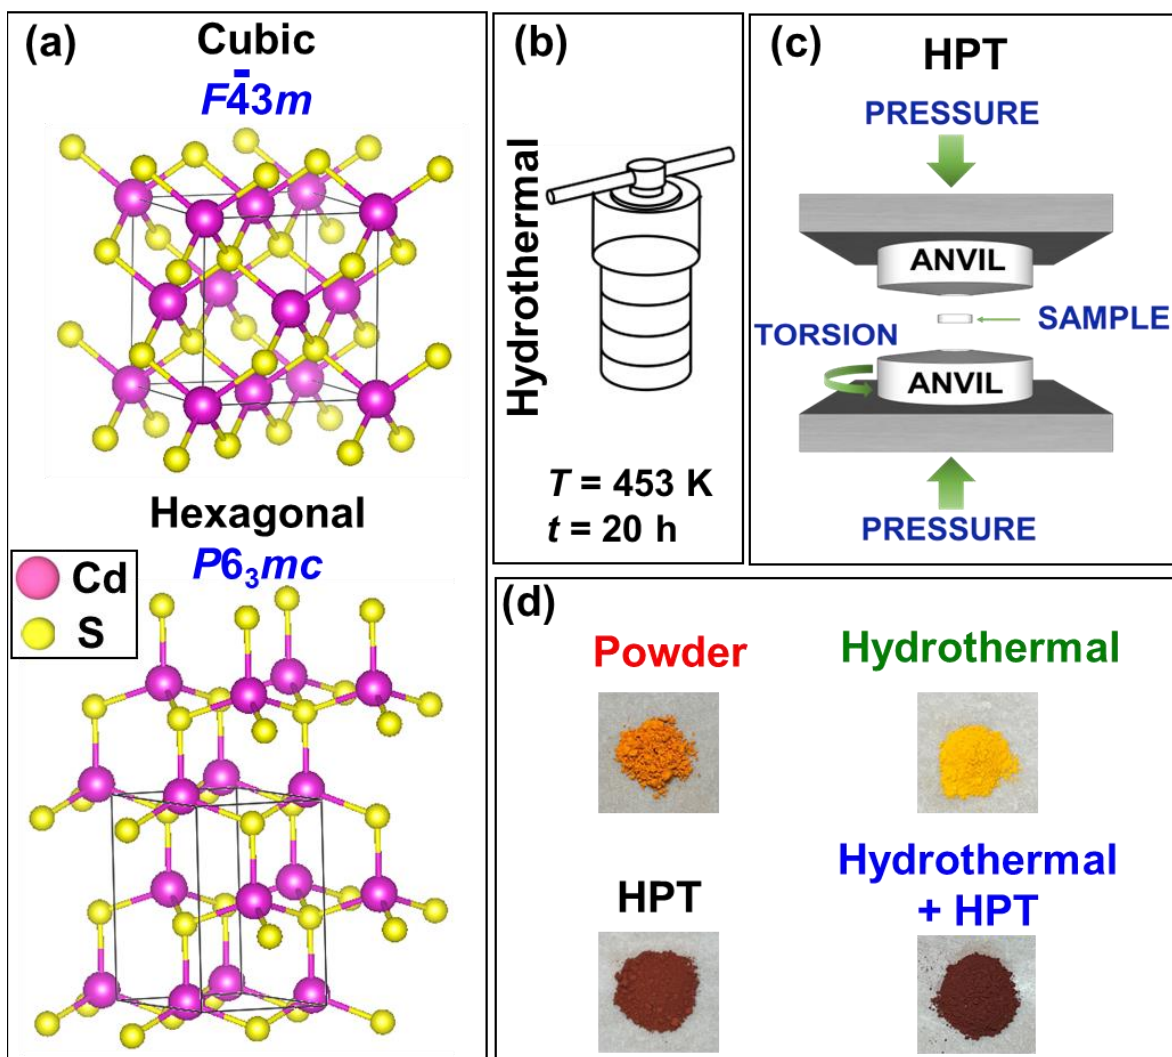 (a)
Cubic
F4̅3m
Hexagonal
P6₃mc
Cd
S
(b)
Hydrothermal
T = 453 K
t = 20 h
(c)
HPT
PRESSURE
ANVIL
SAMPLE
TORSION
ANVIL
PRESSURE
(d)
Powder
Hydrothermal
HPT
Hydrothermal
+ HPT